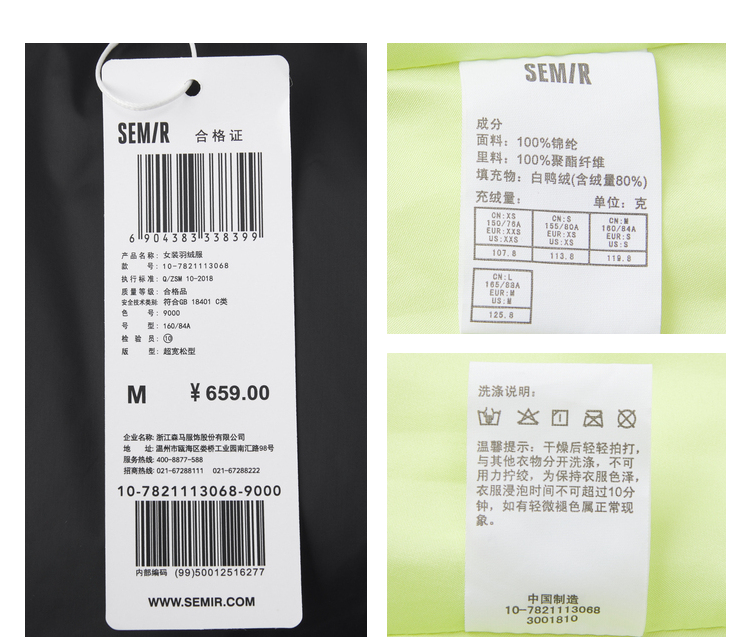 SEMIR
合格证
6 904383 338399
产品名称: 女装羽绒服
款 号: 10-7821113068
执行标准: Q/ZSM 10-2018
质量等级: 合格品
安全技术类别: 符合GB 18401 C类
色 号: 9000
号 型: 160/84A
检 验 员: ⑩
版 型: 超宽松型
M ¥659.00
企业名称: 浙江森马服饰股份有限公司
地 址: 温州市瓯海区娄桥工业园南汇路98号
服务热线: 400-8877-588
招商热线: 021-67288111 021-67288222
10-7821113068-9000
内部编码 (99)50012516277
WWW.SEMIR.COM
SEMIR
成分
面料: 100%锦纶
里料: 100%聚酯纤维
填充物: 白鸭绒(含绒量80%)
充绒量: 单位: 克
CN:XS CN:S CN:M
150/76A 155/80A 160/84A
EUR:XXS EUR:XS EUR:S
US:XXS US:XS US:S
107.8 113.8 119.8
CN:L
165/88A
EUR:M
US:M
125.8
洗涤说明:
温馨提示: 干燥后轻轻拍打,
与其他衣物分开洗涤, 不可
用力拧绞, 为保持衣服色泽,
衣服浸泡时间不可超过10分
钟, 如有轻微褪色属正常现
象。
中国制造
10-7821113068
3001810